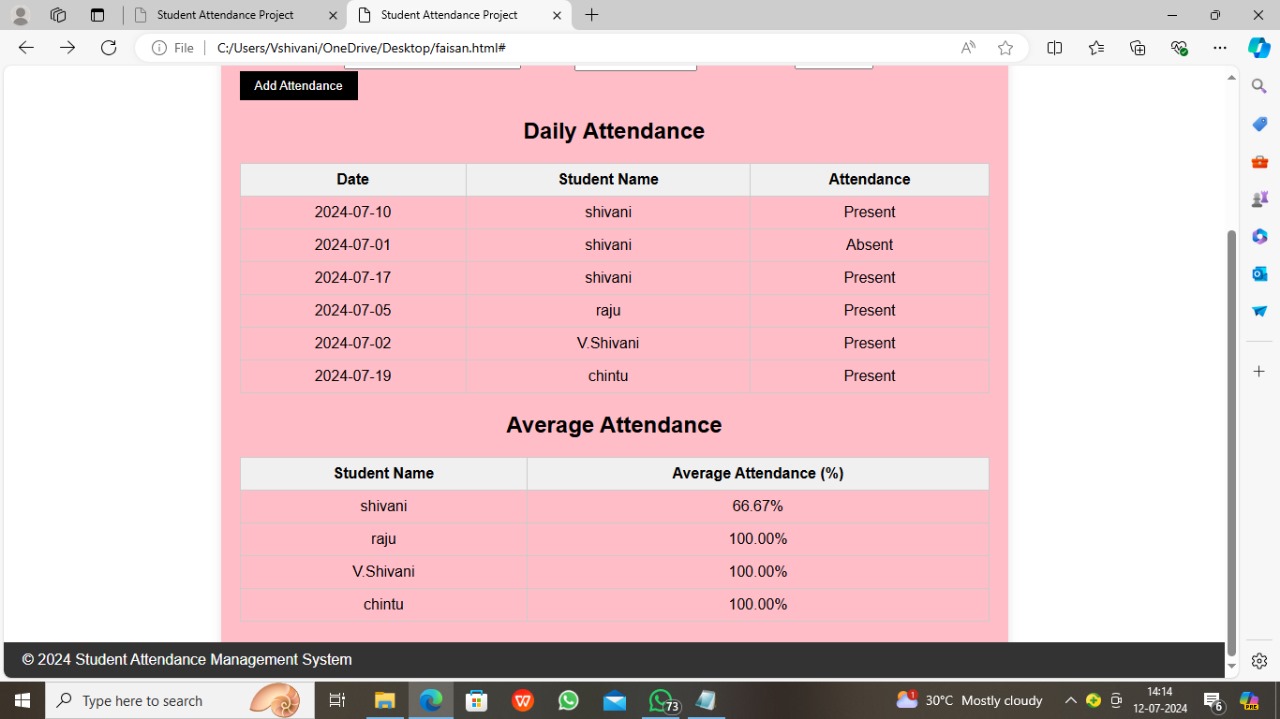 Student Attendance Project
Student Attendance Project
File
C:/Users/Vshivani/OneDrive/Desktop/faisan.html#
Add Attendance
Daily Attendance
Date Student Name Attendance
2024-07-10 shivani Present
2024-07-01 shivani Absent
2024-07-17 shivani Present
2024-07-05 raju Present
2024-07-02 V.Shivani Present
2024-07-19 chintu Present
Average Attendance
Student Name Average Attendance (%)
shivani 66.67%
raju 100.00%
V.Shivani 100.00%
chintu 100.00%
© 2024 Student Attendance Management System
Type here to search
73
1
30°C Mostly cloudy
14:14
12-07-2024
6
PRE